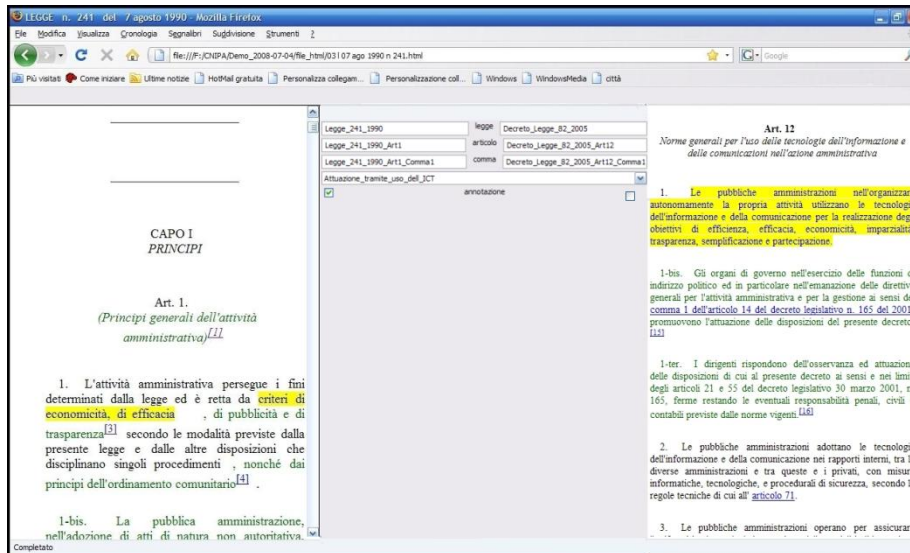 LEGGE n. 241 del 7 agosto 1990 - Mozilla Firefox
File Modifica Visualizza Cronologia Segnalibri Suddivisione Strumenti ?
file:///F:/CNIPA/Demo_2008-07-04/file_html/03I 07 ago 1990 n 241.html
Google
Più visitati Come iniziare Ultime notizie HotMail gratuita Personalizza collegam... Personalizzazione coll... Windows WindowsMedia città
CAPO I
PRINCIPI
Art. 1.
(Principi generali dell'attività
amministrativa)[1]
1. L'attività amministrativa persegue i fini
determinati dalla legge ed è retta da criteri di
economicità, di efficacia , di pubblicità e di
trasparenza[3] secondo le modalità previste dalla
presente legge e dalle altre disposizioni che
disciplinano singoli procedimenti , nonché dai
principi dell'ordinamento comunitario[4] .
1-bis. La pubblica amministrazione,
nell'adozione di atti di natura non autoritativa,
Legge_241_1990 legge Decreto_Legge_82_2005
Legge_241_1990_Art1 articolo Decreto_Legge_82_2005_Art12
Legge_241_1990_Art1_Comma1 comma Decreto_Legge_82_2005_Art12_Comma1
Attuazione_tramite_uso_dell_ICT
annotazione
Art. 12
Norme generali per l'uso delle tecnologie dell'informazione e
delle comunicazioni nell'azione amministrativa
1. Le pubbliche amministrazioni nell'organizzar
autonomamente la propria attività utilizzano le tecnologi
dell'informazione e della comunicazione per la realizzazione deg
obiettivi di efficienza, efficacia, economicità, imparzialità
trasparenza, semplificazione e partecipazione.
1-bis. Gli organi di governo nell'esercizio delle funzioni d
indirizzo politico ed in particolare nell'emanazione delle direttiv
generali per l'attività amministrativa e per la gestione ai sensi de
comma 1 dell'articolo 14 del decreto legislativo n. 165 del 2001
promuovono l'attuazione delle disposizioni del presente decreto
[15]
1-ter. I dirigenti rispondono dell'osservanza ed attuazion
delle disposizioni di cui al presente decreto ai sensi e nei limi
degli articoli 21 e 55 del decreto legislativo 30 marzo 2001, n
165, ferme restando le eventuali responsabilità penali, civili
contabili previste dalle norme vigenti.[16]
2. Le pubbliche amministrazioni adottano le tecnologi
dell'informazione e della comunicazione nei rapporti interni, tra l
diverse amministrazioni e tra queste e i privati, con misur
informatiche, tecnologiche, e procedurali di sicurezza, secondo l
regole tecniche di cui all' articolo 71.
3. Le pubbliche amministrazioni operano per assicurar
Completato